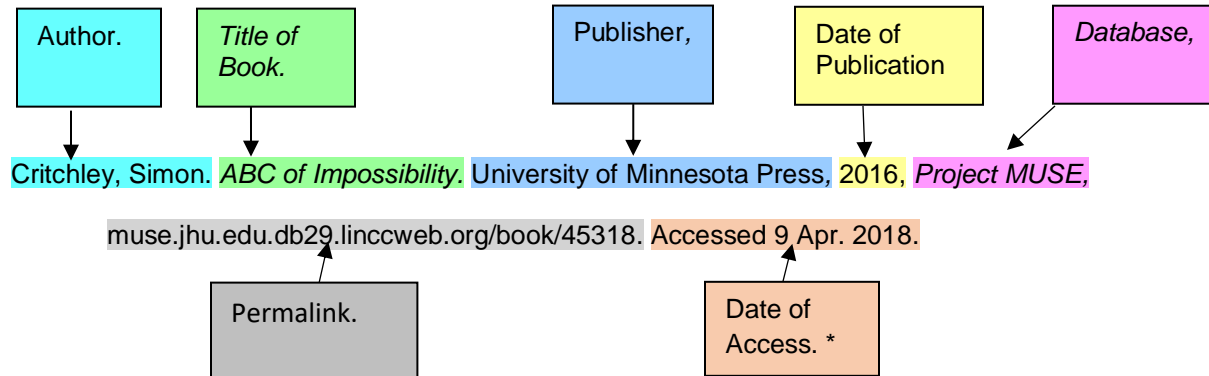 Author.
Title of
Book.
Publisher,
Date of
Publication
Database,
Critchley, Simon. ABC of Impossibility. University of Minnesota Press, 2016, Project MUSE,
muse.jhu.edu.db29.linccweb.org/book/45318. Accessed 9 Apr. 2018.
Permalink.
Date of
Access. *